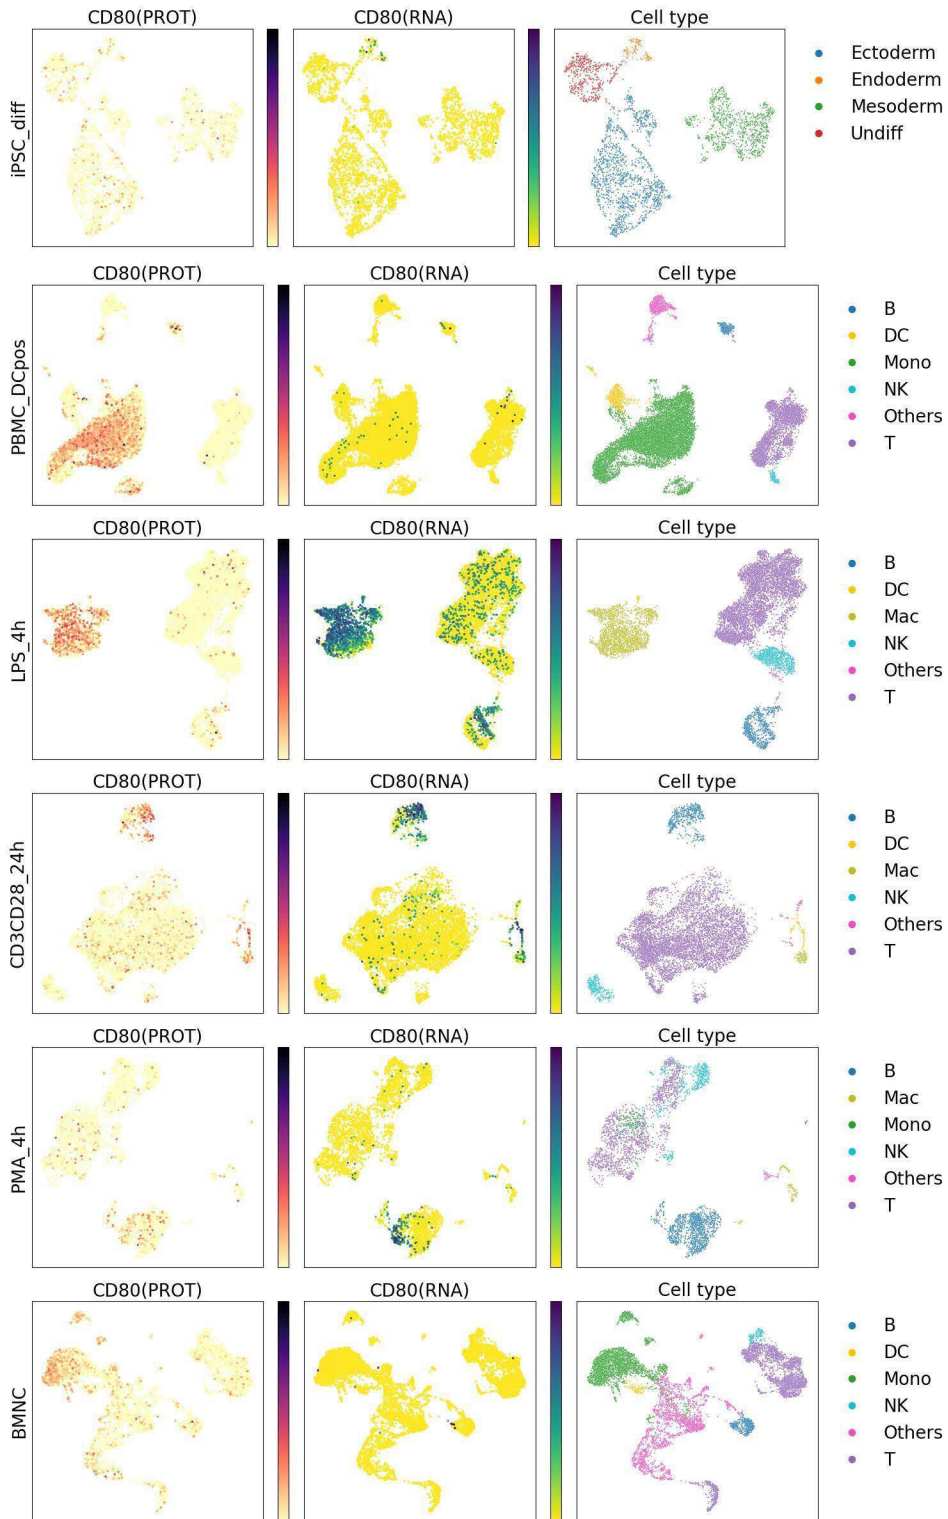 CD80(PROT)
CD80(RNA)
Cell type
iPSC_diff
Ectoderm
Endoderm
Mesoderm
Undiff
CD80(PROT)
CD80(RNA)
Cell type
PBMC_DCpos
B
DC
Mono
NK
Others
T
CD80(PROT)
CD80(RNA)
Cell type
LPS_4h
B
DC
Mac
NK
Others
T
CD80(PROT)
CD80(RNA)
Cell type
CD3CD28_24h
B
DC
Mac
NK
Others
T
CD80(PROT)
CD80(RNA)
Cell type
PMA_4h
B
Mac
Mono
NK
Others
T
CD80(PROT)
CD80(RNA)
Cell type
BMNC
B
DC
Mono
NK
Others
T